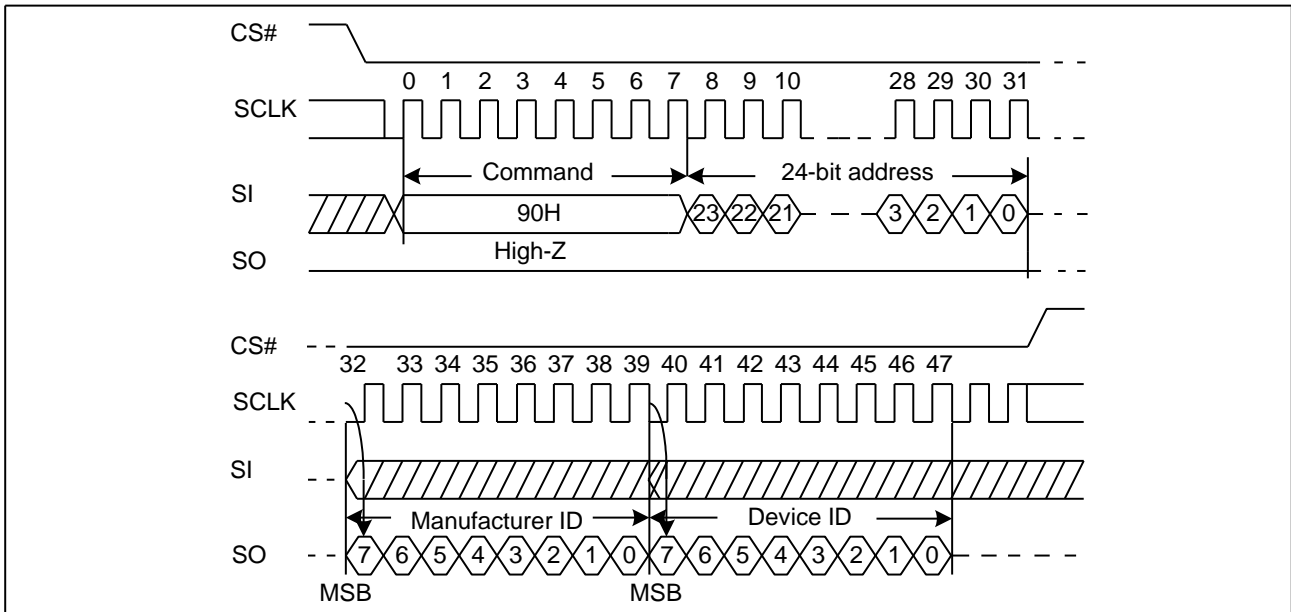 CS#
0 1 2 3 4 5 6 7 8 9 10 28 29 30 31
SCLK
Command 24-bit address
SI
90H 23 22 21 3 2 1 0
High-Z
SO
CS#
32 33 34 35 36 37 38 39 40 41 42 43 44 45 46 47
SCLK
SI
Manufacturer ID Device ID
SO 7 6 5 4 3 2 1 0 7 6 5 4 3 2 1 0
MSB MSB